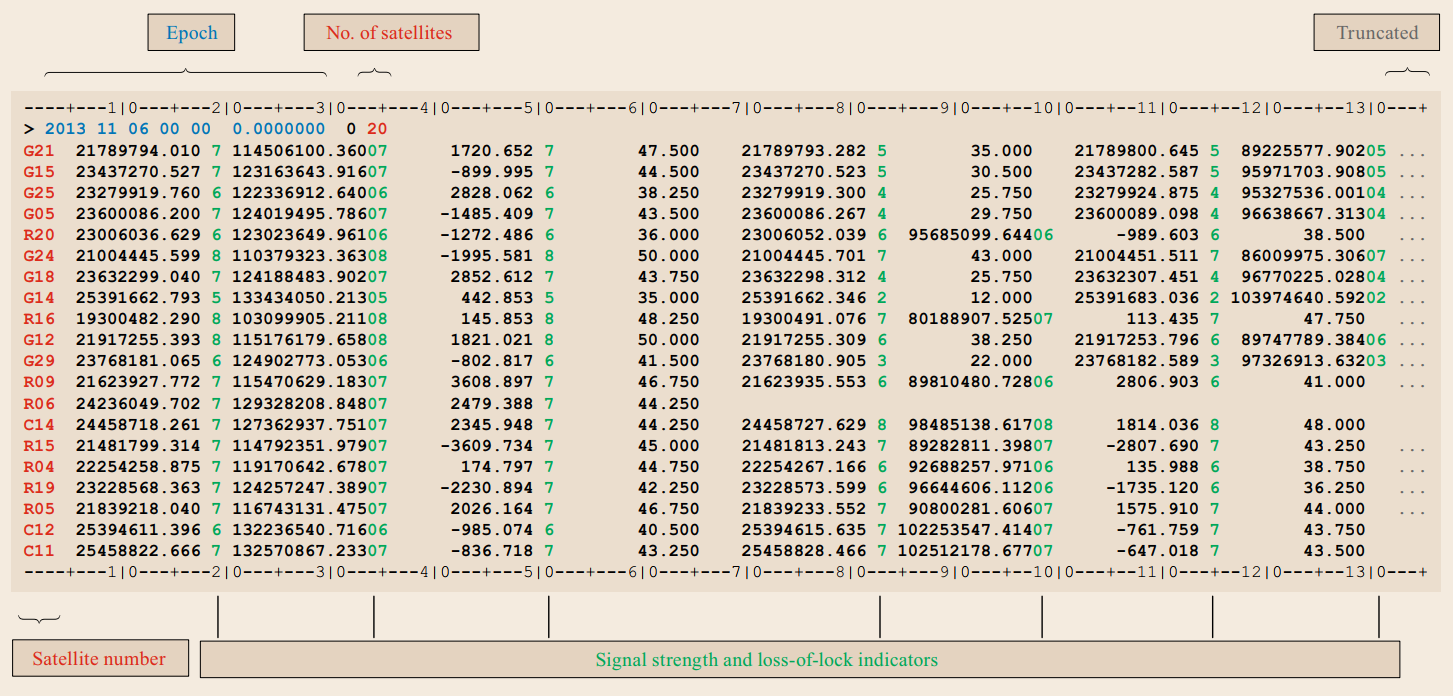 Epoch No. of satellites Truncated
----+---1|0---+---2|0---+---3|0---+---4|0---+---5|0---+---6|0---+---7|0---+---8|0---+---9|0---+--10|0---+--11|0---+--12|0---+--13|0---+
> 2013 11 06 00 00  0.0000000  0 20
G21  21789794.010 7 114506100.36007      1720.652 7        47.500    21789793.282 5        35.000    21789800.645 5  89225577.90205 ...
G15  23437270.527 7 123163643.91607      -899.995 7        44.500    23437270.523 5        30.500    23437282.587 5  95971703.90805 ...
G25  23279919.760 6 122336912.64006      2828.062 6        38.250    23279919.300 4        25.750    23279924.875 4  95327536.00104 ...
G05  23600086.200 7 124019495.78607     -1485.409 7        43.500    23600086.267 4        29.750    23600089.098 4  96638667.31304 ...
R20  23006036.629 6 123023649.96106     -1272.486 6        36.000    23006052.039 6  95685099.64406      -989.603 6        38.500   ...
G24  21004445.599 8 110379323.36308     -1995.581 8        50.000    21004445.701 7        43.000    21004451.511 7  86009975.30607 ...
G18  23632299.040 7 124188483.90207      2852.612 7        43.750    23632298.312 4        25.750    23632307.451 4  96770225.02804 ...
G14  25391662.793 5 133434050.21305       442.853 5        35.000    25391662.346 2        12.000    25391683.036 2 103974640.59202 ...
R16  19300482.290 8 103099905.21108       145.853 8        48.250    19300491.076 7  80188907.52507       113.435 7        47.750   ...
G12  21917255.393 8 115176179.65808      1821.021 8        50.000    21917255.309 6        38.250    21917253.796 6  89747789.38406 ...
G29  23768181.065 6 124902773.05306      -802.817 6        41.500    23768180.905 3        22.000    23768182.589 3  97326913.63203 ...
R09  21623927.772 7 115470629.18307      3608.897 7        46.750    21623935.553 6  89810480.72806      2806.903 6        41.000   ...
R06  24236049.702 7 129328208.84807      2479.388 7        44.250
C14  24458718.261 7 127362937.75107      2345.948 7        44.250    24458727.629 8  98485138.61708      1814.036 8        48.000
R15  21481799.314 7 114792351.97907     -3609.734 7        45.000    21481813.243 7  89282811.39807     -2807.690 7        43.250   ...
R04  22254258.875 7 119170642.67807       174.797 7        44.750    22254267.166 6  92688257.97106       135.988 6        38.750   ...
R19  23228568.363 7 124257247.38907     -2230.894 7        42.250    23228573.599 6  96644606.11206     -1735.120 6        36.250   ...
R05  21839218.040 7 116743131.47507      2026.164 7        46.750    21839233.552 7  90800281.60607      1575.910 7        44.000   ...
C12  25394611.396 6 132236540.71606      -985.074 6        40.500    25394615.635 7 102253547.41407      -761.759 7        43.750
C11  25458822.666 7 132570867.23307      -836.718 7        43.250    25458828.466 7 102512178.67707      -647.018 7        43.500
----+---1|0---+---2|0---+---3|0---+---4|0---+---5|0---+---6|0---+---7|0---+---8|0---+---9|0---+--10|0---+--11|0---+--12|0---+--13|0---+
Satellite number Signal strength and loss-of-lock indicators